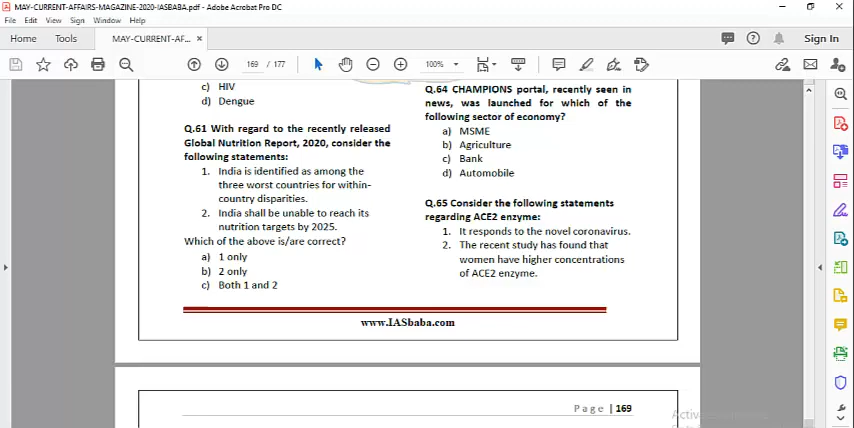 MAY-CURRENT-AFFAIRS-MAGAZINE-2020-IASBABA.pdf - Adobe Acrobat Pro DC
File Edit View Sign Window Help
Home Tools MAY-CURRENT-AF... × Sign In
169 / 177 100%
c) HIV
d) Dengue
Q.61 With regard to the recently released
Global Nutrition Report, 2020, consider the
following statements:
1. India is identified as among the
three worst countries for within-
country disparities.
2. India shall be unable to reach its
nutrition targets by 2025.
Which of the above is/are correct?
a) 1 only
b) 2 only
c) Both 1 and 2
Q.64 CHAMPIONS portal, recently seen in
news, was launched for which of the
following sector of economy?
a) MSME
b) Agriculture
c) Bank
d) Automobile
Q.65 Consider the following statements
regarding ACE2 enzyme:
1. It responds to the novel coronavirus.
2. The recent study has found that
women have higher concentrations
of ACE2 enzyme.
www.IASbaba.com
Page | 169